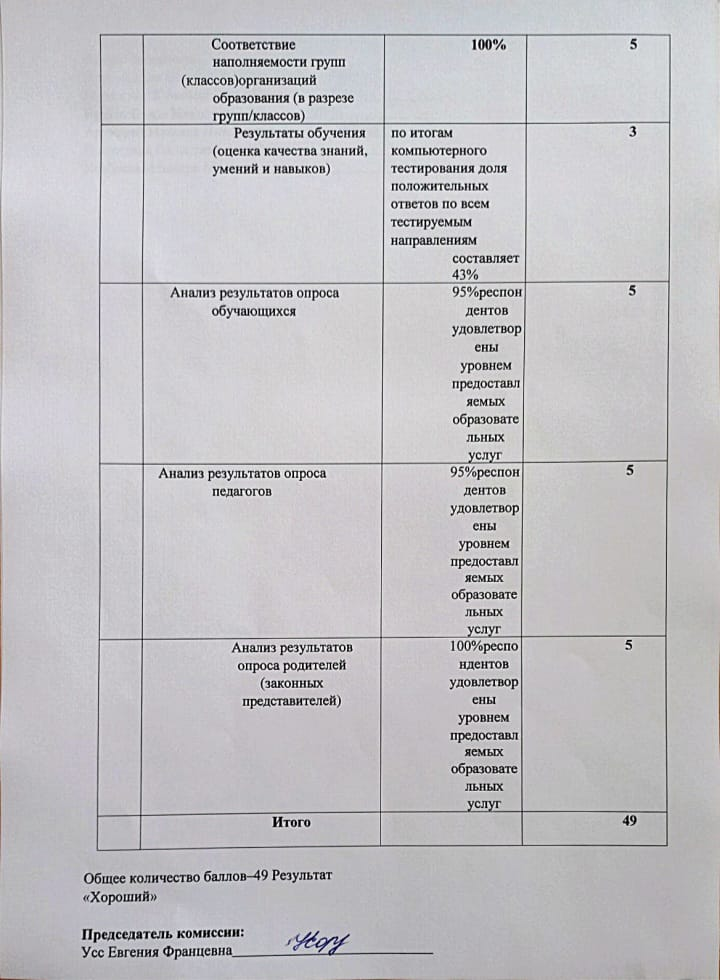 Соответствие 100% 5
наполняемости групп
(классов)организаций
образования (в разрезе
групп/классов)
Результаты обучения по итогам 3
(оценка качества знаний, компьютерного
умений и навыков) тестирования доля
положительных
ответов по всем
тестируемым
направлениям
составляет
43%
Анализ результатов опроса 95%респон 5
обучающихся дентов
удовлетвор
ены
уровнем
предоставл
яемых
образовате
льных
услуг
Анализ результатов опроса 95%респон 5
педагогов дентов
удовлетвор
ены
уровнем
предоставл
яемых
образовате
льных
услуг
Анализ результатов 100%респо 5
опроса родителей ндентов
(законных удовлетвор
представителей) ены
уровнем
предоставл
яемых
образовате
льных
услуг
Итого 49
Общее количество баллов–49 Результат
«Хороший»
Председатель комиссии:
Усс Евгения Францевна